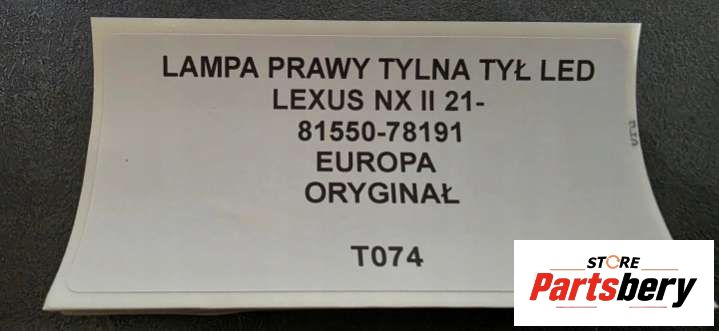 LAMPA PRAWY TYLNA TYŁ LED
LEXUS NX II 21-
81550-78191
EUROPA
ORYGINAŁ
T074
STORE
Partsbery